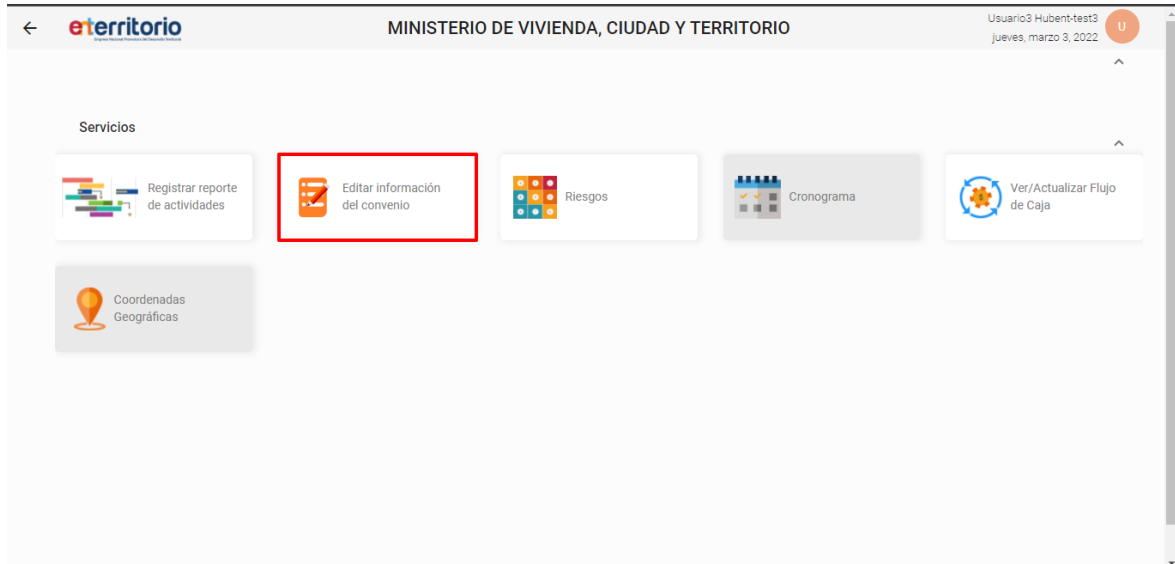 enterritorio
MINISTERIO DE VIVIENDA, CIUDAD Y TERRITORIO
Usuario3 Hubent-test3
jueves, marzo 3, 2022
U
Servicios
Registrar reporte
de actividades
Editar información
del convenio
Riesgos
Cronograma
Ver/Actualizar Flujo
de Caja
Coordenadas
Geográficas